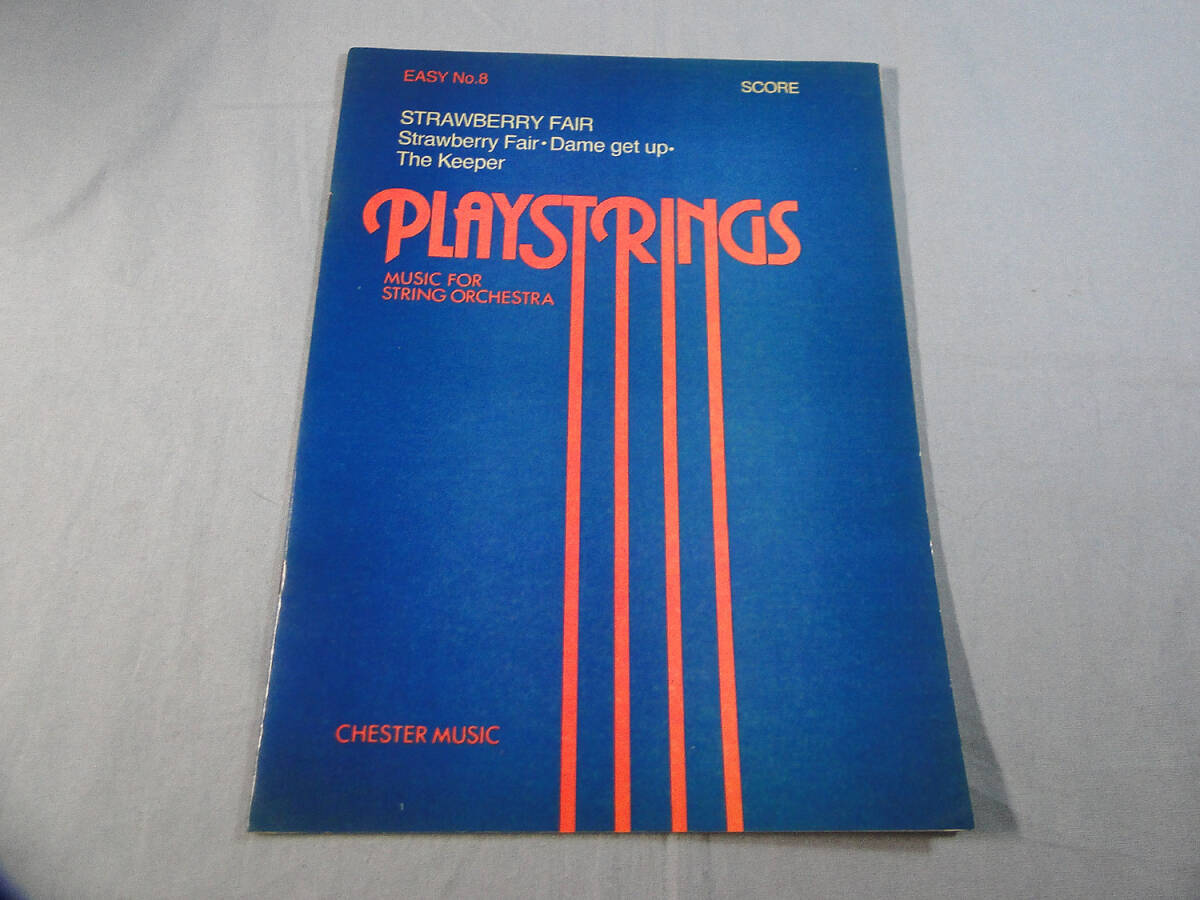 EASY No.8
SCORE
STRAWBERRY FAIR
Strawberry Fair • Dame get up •
The Keeper
PLAYSTRINGS
MUSIC FOR
STRING ORCHESTRA
CHESTER MUSIC